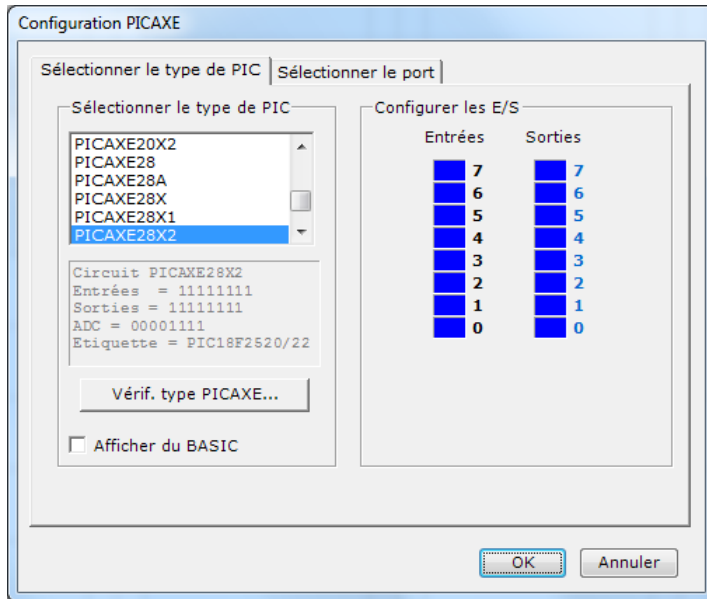 Configuration PICAXE
Sélectionner le type de PIC
Sélectionner le port
Sélectionner le type de PIC
PICAXE20X2
PICAXE28
PICAXE28A
PICAXE28X
PICAXE28X1
PICAXE28X2
Circuit PICAXE28X2
Entrées = 11111111
Sorties = 11111111
ADC = 00001111
Etiquette = PIC18F2520/22
Vérif. type PICAXE...
Afficher du BASIC
Configurer les E/S
Entrées Sorties
7 7
6 6
5 5
4 4
3 3
2 2
1 1
0 0
OK Annuler